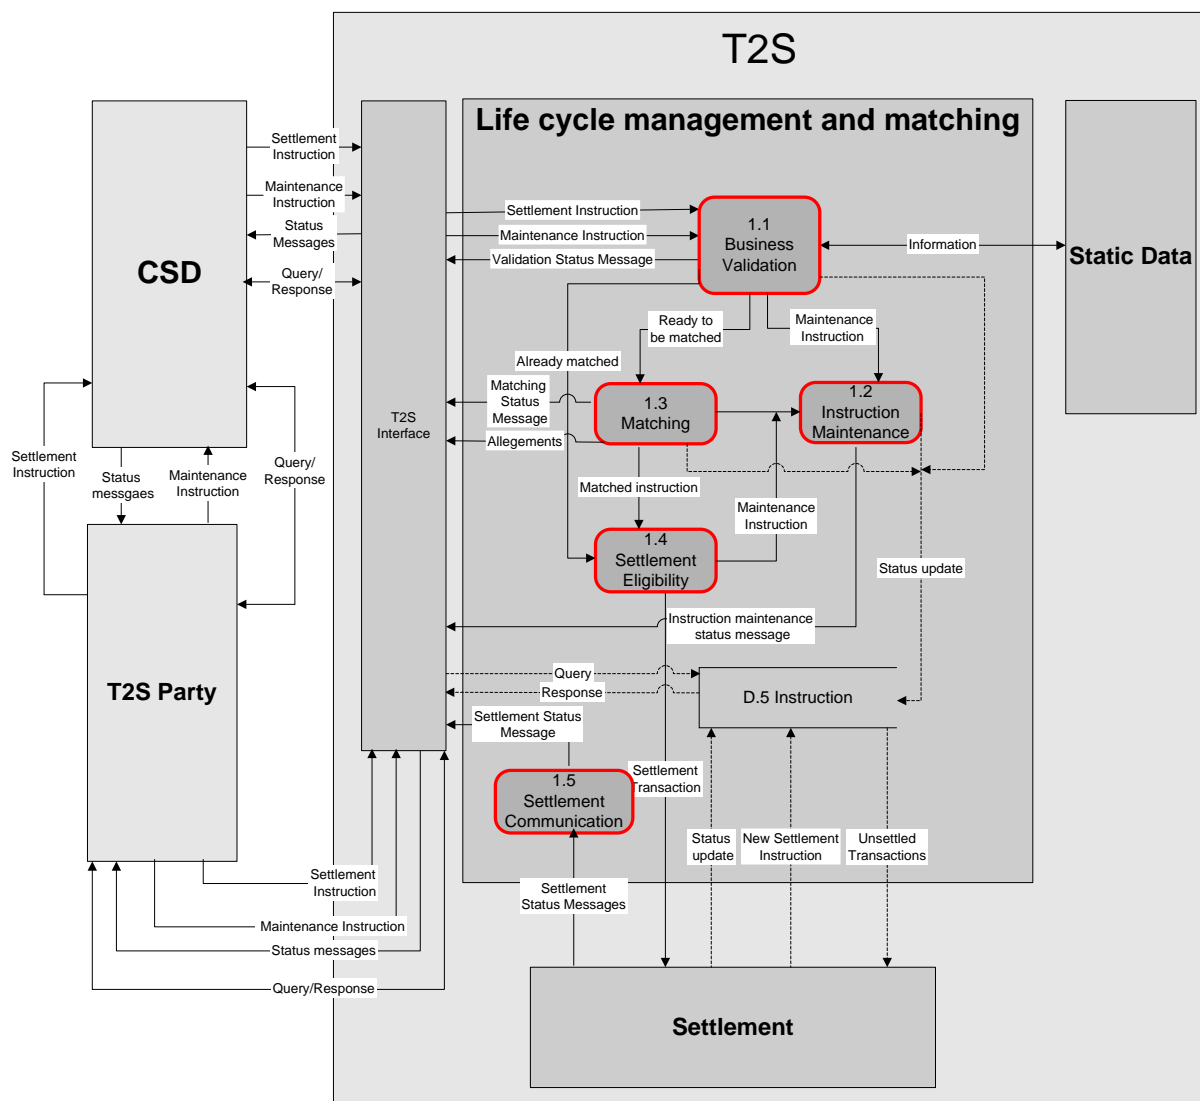 T2S
Life cycle management and matching
CSD
Settlement
Instruction
Maintenance
Instruction
Status
Messages
Query/
Response
Settlement Instruction
Maintenance Instruction
Validation Status Message
1.1
Business
Validation
Information
Static Data
Ready to
be matched
Maintenance
Instruction
Already matched
Matching
Status
Message
1.3
Matching
1.2
Instruction
Maintenance
T2S
Interface
Allegements
Settlement
Instruction
Status
messgaes
Maintenance
Instruction
Query/
Response
Matched instruction
Maintenance
Instruction
1.4
Settlement
Eligibility
Status update
Instruction maintenance
status message
T2S Party
Query
Response
D.5 Instruction
Settlement Status
Message
Settlement
Transaction
1.5
Settlement
Communication
Status
update
New Settlement
Instruction
Unsettled
Transactions
Settlement
Instruction
Settlement
Status Messages
Maintenance Instruction
Status messages
Query/Response
Settlement